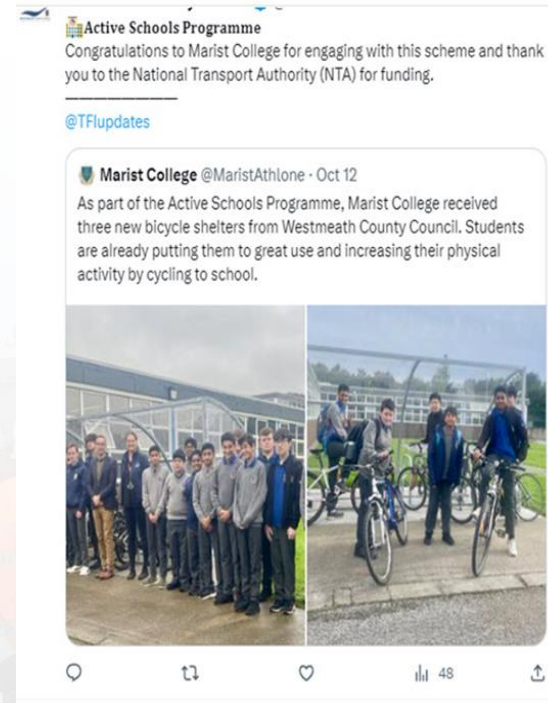 Active Schools Programme
Congratulations to Marist College for engaging with this scheme and thank
you to the National Transport Authority (NTA) for funding.
@TFIupdates
Marist College @MaristAthlone · Oct 12
As part of the Active Schools Programme, Marist College received
three new bicycle shelters from Westmeath County Council. Students
are already putting them to great use and increasing their physical
activity by cycling to school.
48